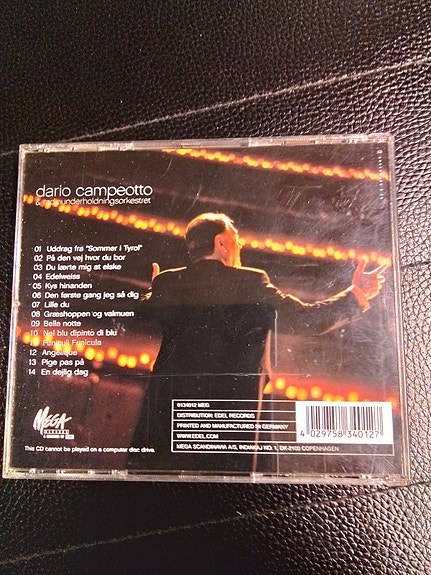 dario campeotto
& radiounderholdningsorkestret
01 Uddrag fra "Sommer i Tyrol"
02 På den vej hvor du bor
03 Du lærte mig at elske
04 Edelweiss
05 Kys hinanden
06 Den første gang jeg så dig
07 Lille du
08 Græshoppen og valmuen
09 Bella notte
10 Nel blu dipinto di blu
11 Funiculi Funicula
12 Angelique
13 Pige pas på
14 En dejlig dag
MEGA
RECORDS
This CD cannot be played on a computer disc drive.
0134012 MEG
DISTRIBUTION: EDEL RECORDS
PRINTED AND MANUFACTURED IN GERMANY
WWW.EDEL.COM
MEGA SCANDINAVIA A/S, INDIAKAJ NO. 1, DK-2100 COPENHAGEN
4 029758 340127